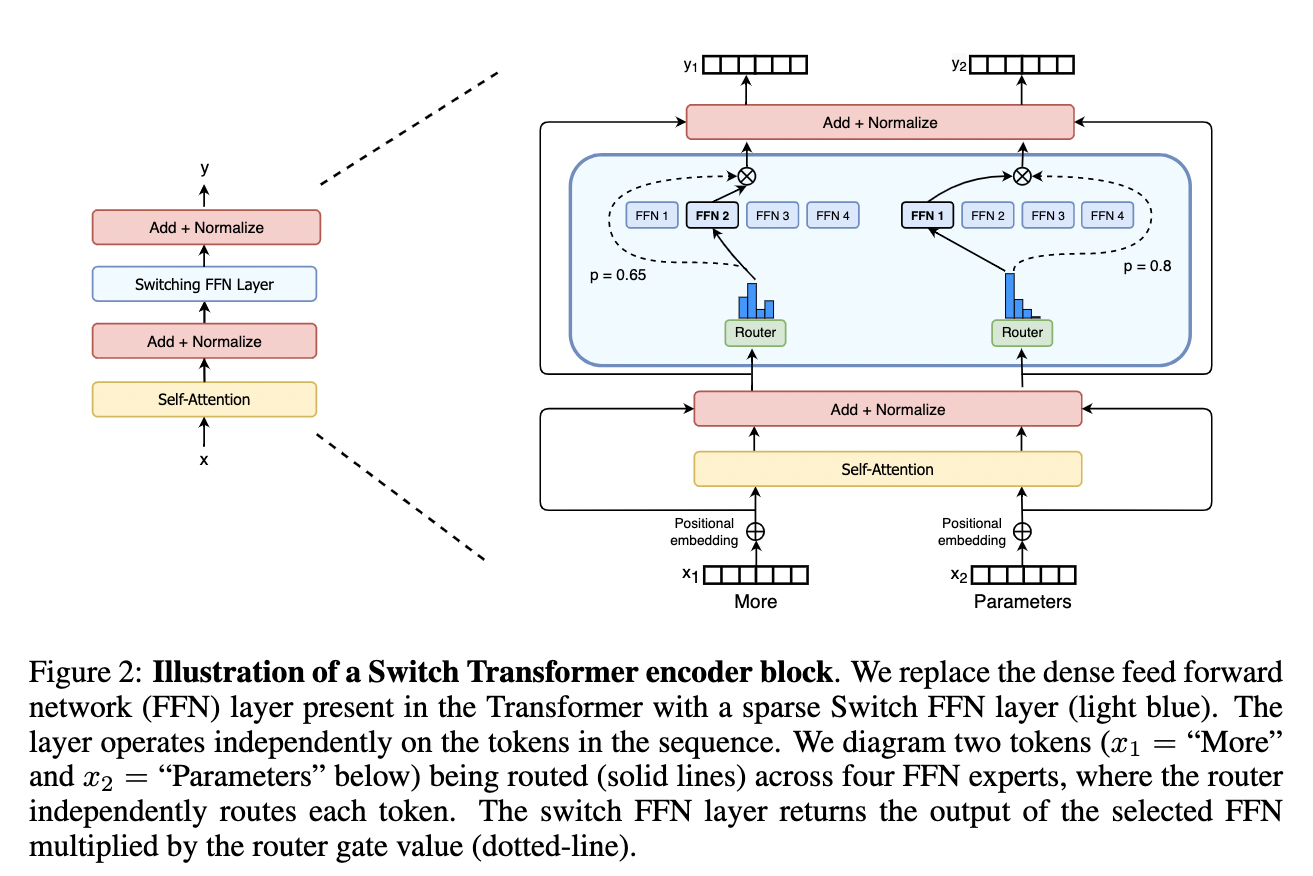 y
Add + Normalize
Switching FFN Layer
Add + Normalize
Self-Attention
x
y1 y2
Add + Normalize
FFN 1 FFN 2 FFN 3 FFN 4 FFN 1 FFN 2 FFN 3 FFN 4
p = 0.65 p = 0.8
Router Router
Add + Normalize
Self-Attention
Positional
embedding
Positional
embedding
x1 x2
More Parameters
Figure 2: Illustration of a Switch Transformer encoder block. We replace the dense feed forward
network (FFN) layer present in the Transformer with a sparse Switch FFN layer (light blue). The
layer operates independently on the tokens in the sequence. We diagram two tokens (x1 = “More”
and x2 = “Parameters” below) being routed (solid lines) across four FFN experts, where the router
independently routes each token. The switch FFN layer returns the output of the selected FFN
multiplied by the router gate value (dotted-line).